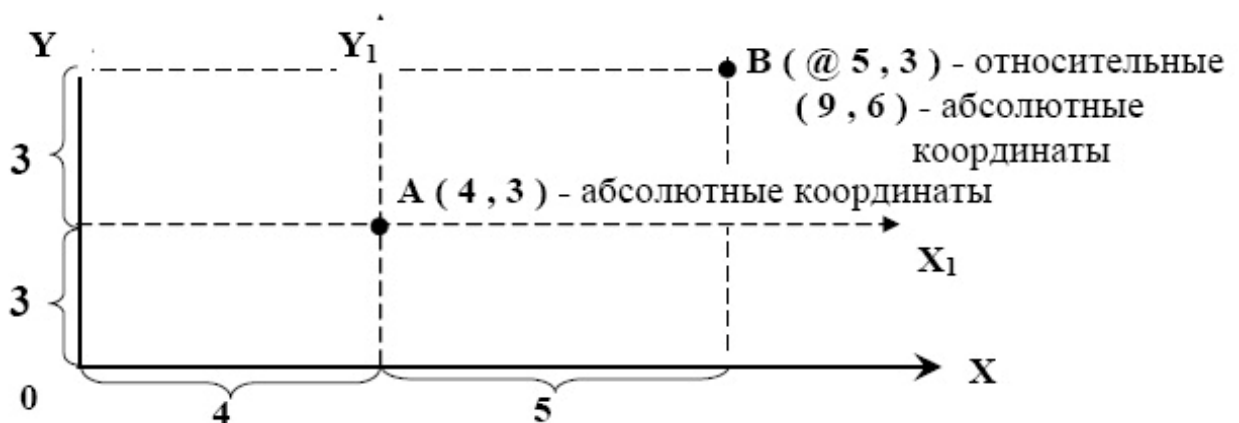 Y
Y₁
B ( @ 5 , 3 ) - относительные
( 9 , 6 ) - абсолютные
координаты
3
A ( 4 , 3 ) - абсолютные координаты
X₁
3
X
0
4
5